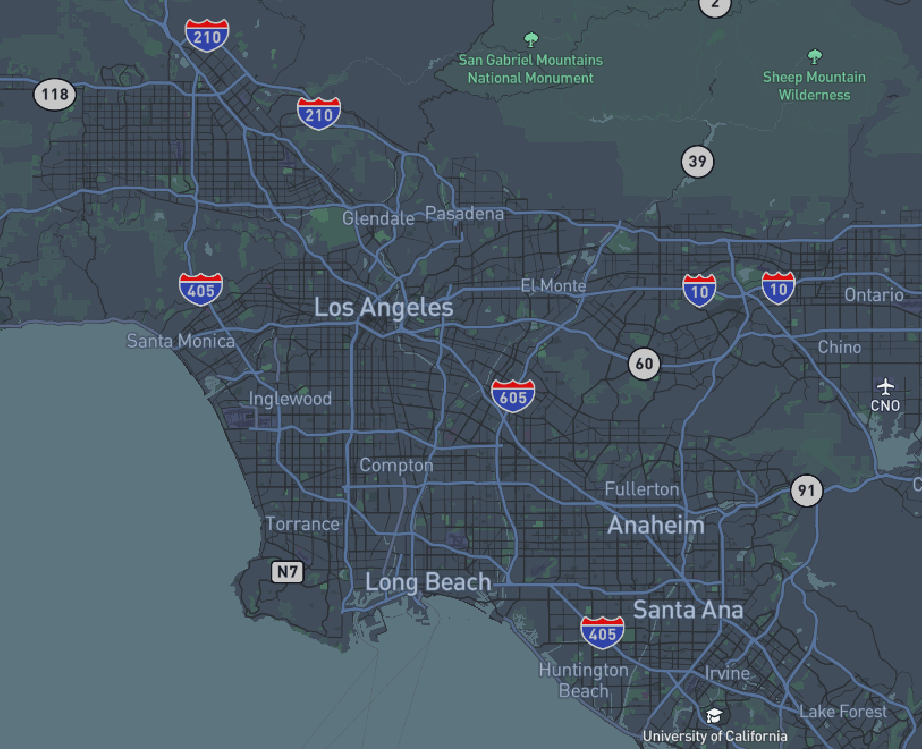 2
210
San Gabriel Mountains
National Monument
Sheep Mountain
Wilderness
118
210
39
Glendale
Pasadena
405
El Monte
10
10
Ontario
Los Angeles
Santa Monica
Chino
60
605
Inglewood
CNO
Compton
Fullerton
91
C
Torrance
Anaheim
N7
Long Beach
Santa Ana
405
Huntington
Beach
Irvine
Lake Forest
University of California